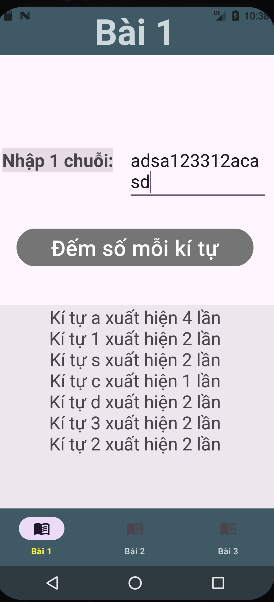 10:38
Bài 1
Nhập 1 chuỗi:
adsa123312aca
sd
Đếm số mỗi kí tự
Kí tự a xuất hiện 4 lần
Kí tự 1 xuất hiện 2 lần
Kí tự s xuất hiện 2 lần
Kí tự c xuất hiện 1 lần
Kí tự d xuất hiện 2 lần
Kí tự 3 xuất hiện 2 lần
Kí tự 2 xuất hiện 2 lần
Bài 1
Bài 2
Bài 3